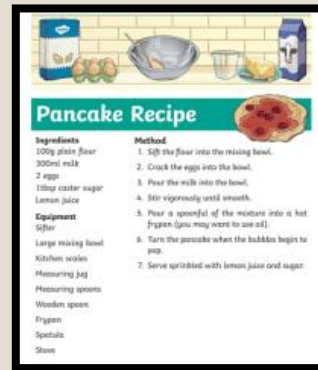 Pancake Recipe
Ingredients
100g plain flour
300ml milk
2 eggs
1tbsp caster sugar
Lemon juice
Equipment
Sifter
Large mixing bowl
Kitchen scales
Measuring jug
Measuring spoons
Wooden spoon
Frypan
Spatula
Stove
Method
1. Sift the flour into the mixing bowl.
2. Crack the eggs into the bowl.
3. Pour the milk into the bowl.
4. Stir vigorously until smooth.
5. Pour a spoonful of the mixture into a hot
frypan (you may want to use oil).
6. Turn the pancake when the bubbles begin to
pop.
7. Serve sprinkled with lemon juice and sugar.